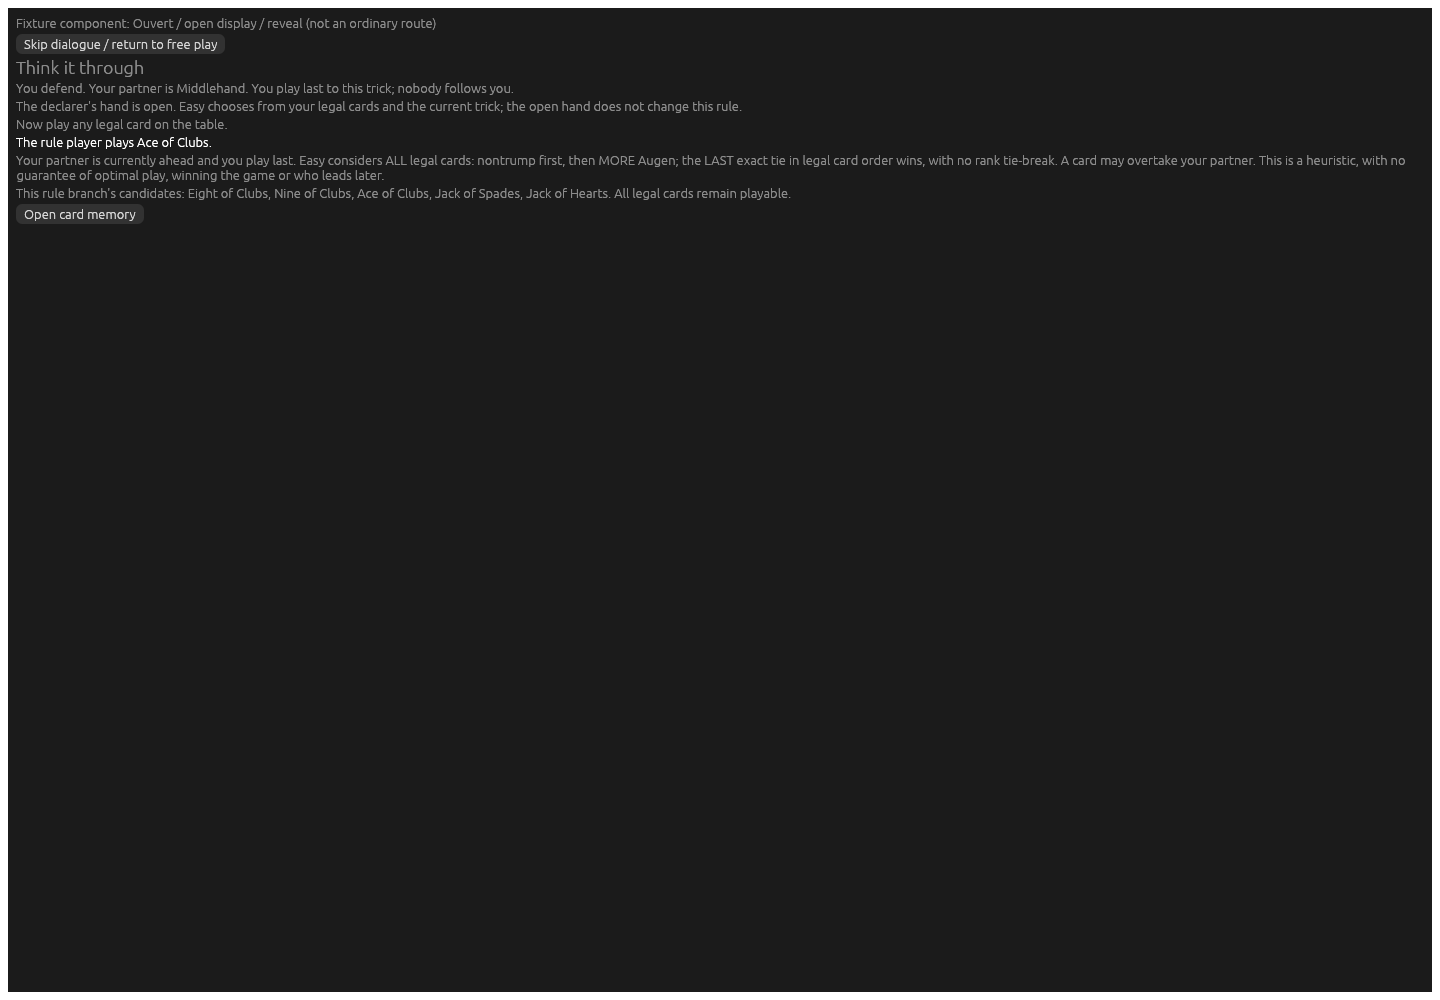 Fixture component: Ouvert / open display / reveal (not an ordinary route)
Skip dialogue / return to free play
Think it through
You defend. Your partner is Middlehand. You play last to this trick; nobody follows you.
The declarer's hand is open. Easy chooses from your legal cards and the current trick; the open hand does not change this rule.
Now play any legal card on the table.
The rule player plays Ace of Clubs.
Your partner is currently ahead and you play last. Easy considers ALL legal cards: nontrump first, then MORE Augen; the LAST exact tie in legal card order wins, with no rank tie-break. A card may overtake your partner. This is a heuristic, with no
guarantee of optimal play, winning the game or who leads later.
This rule branch's candidates: Eight of Clubs, Nine of Clubs, Ace of Clubs, Jack of Spades, Jack of Hearts. All legal cards remain playable.
Open card memory